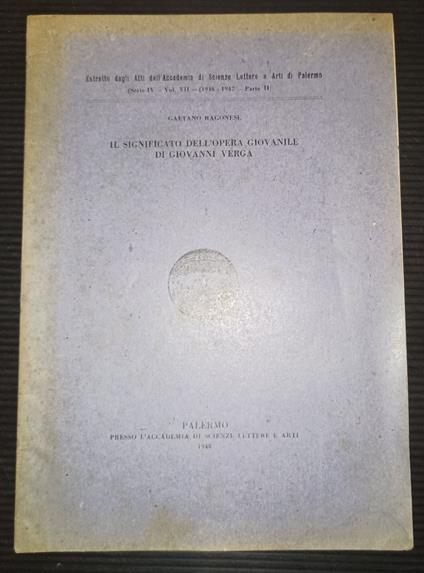 Estratto dagli Atti dell'Accademia di Scienze Lettere e Arti di Palermo
(Serie IV - Vol. VII - (1946 - 1947 - Parte II)
GAETANO RAGONESE
IL SIGNIFICATO DELL'OPERA GIOVANILE
DI GIOVANNI VERGA
PALERMO
PRESSO L'ACCADEMIA DI SCIENZE LETTERE E ARTI
1948